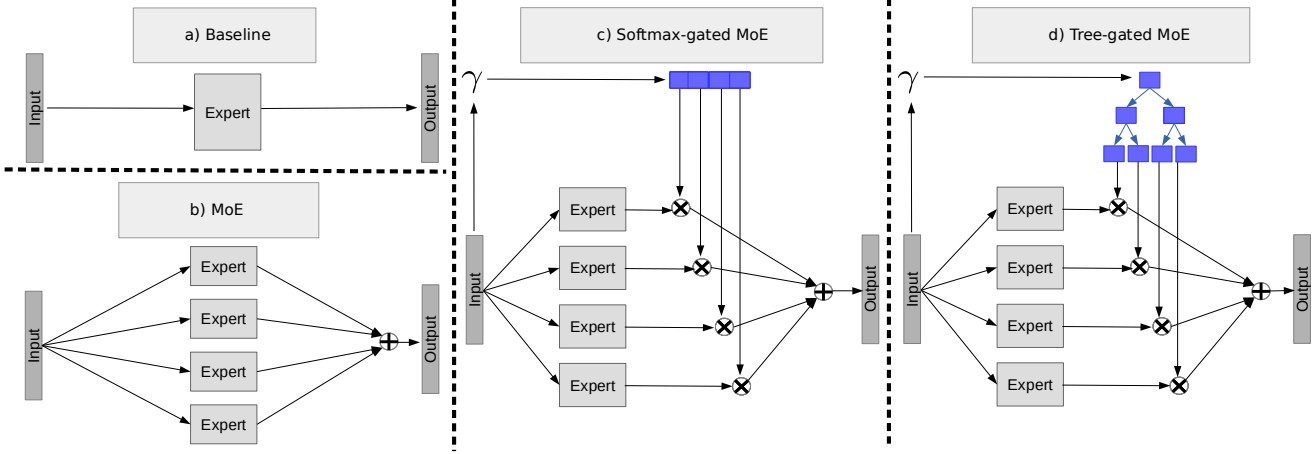 a) Baseline
Input
Expert
Output
b) MoE
Input
Expert
Expert
Expert
Expert
Output
c) Softmax-gated MoE
γ
Input
Expert
Expert
Expert
Expert
Output
d) Tree-gated MoE
γ
Input
Expert
Expert
Expert
Expert
Output